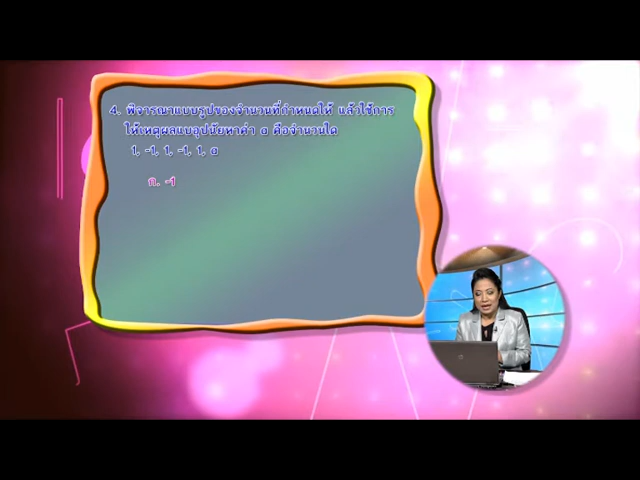 4. พิจารณาแบบรูปของจำนวนที่กำหนดให้ แล้วใช้การ
ให้เหตุผลแบบอุปนัยหาค่า a คือจำนวนใด
1, -1, 1, -1, 1, a
ก. -1